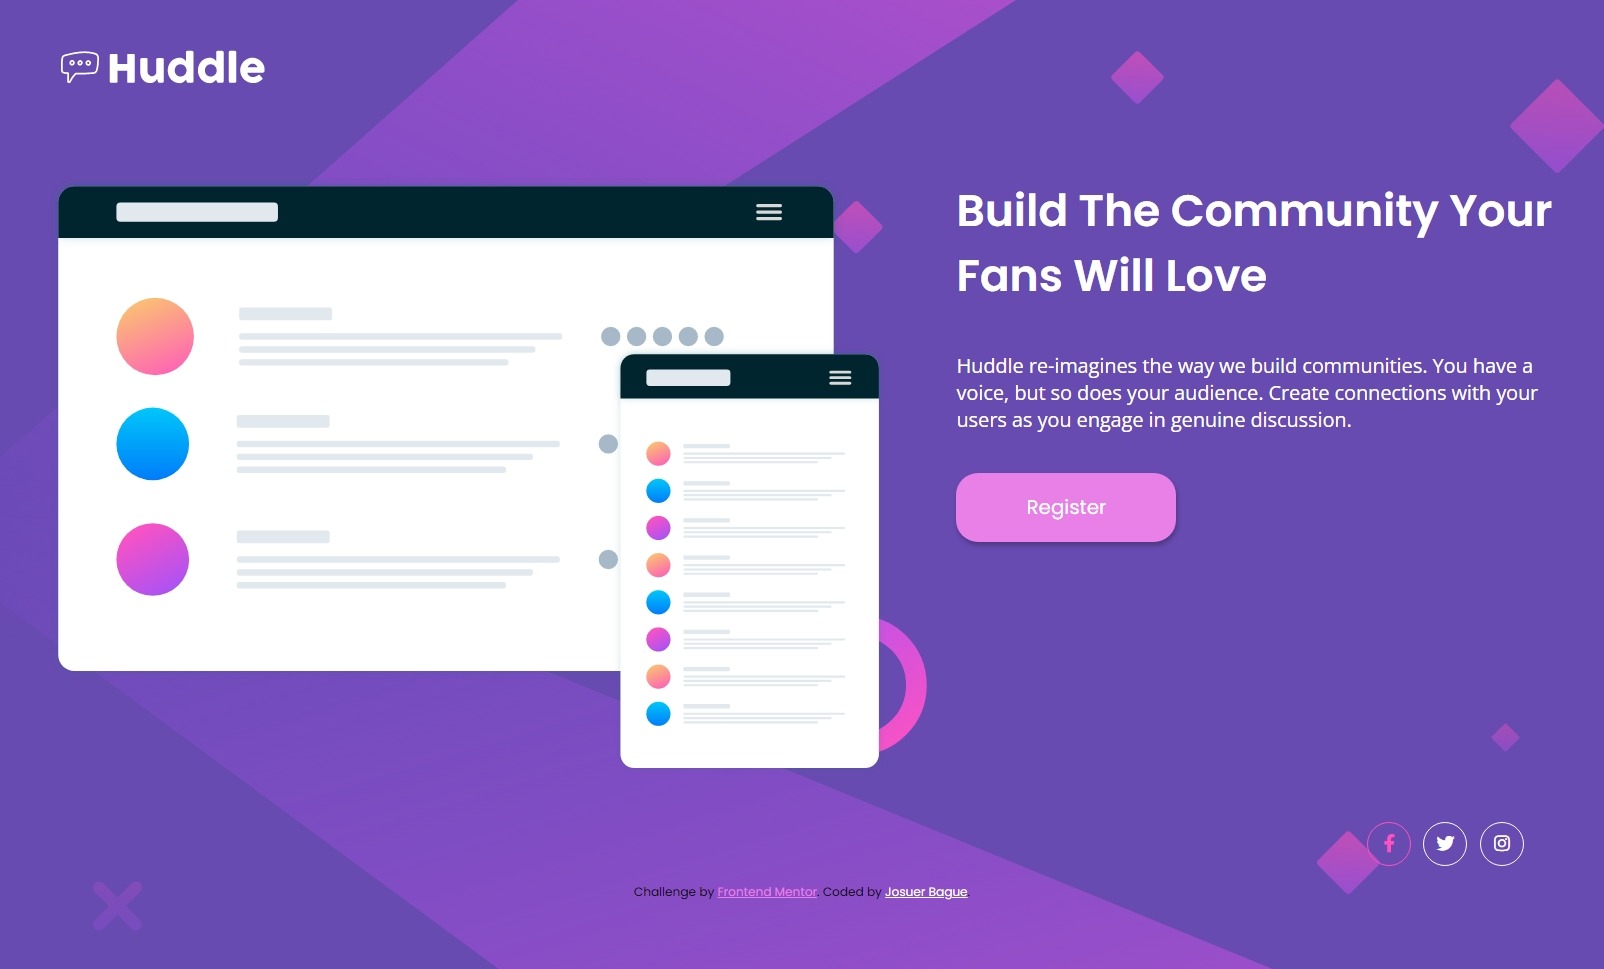 Huddle
Build The Community Your
Fans Will Love
Huddle re-imagines the way we build communities. You have a
voice, but so does your audience. Create connections with your
users as you engage in genuine discussion.
Register
Challenge by Frontend Mentor. Coded by Josuer Bague